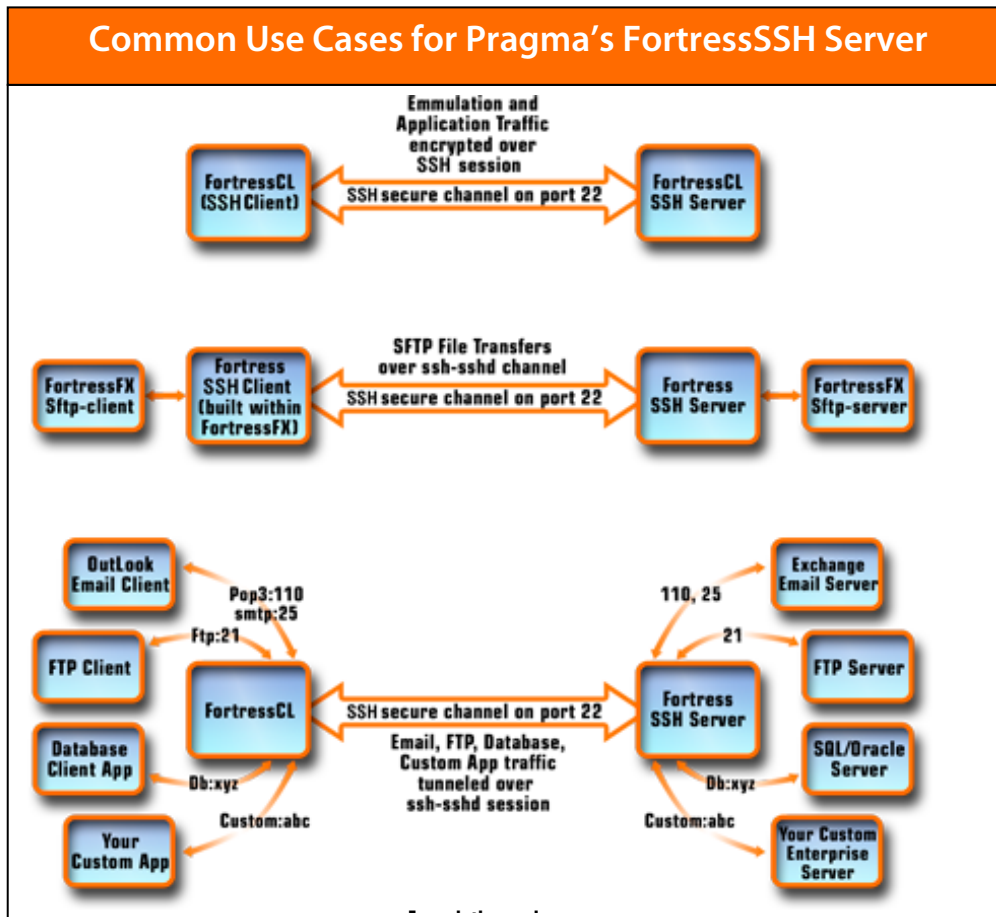 Common Use Cases for Pragma's FortressSSH Server
Emmulation and
Application Traffic
encrypted over
SSH session
FortressCL
(SSH Client)
SSH secure channel on port 22
FortressCL
SSH Server
SFTP File Transfers
over ssh-sshd channel
FortressFX
Sftp-client
Fortress
SSH Client
(built within
FortressFX)
SSH secure channel on port 22
Fortress
SSH Server
FortressFX
Sftp-server
OutLook
Email Client
Pop3:110
smtp:25
110, 25
Exchange
Email Server
FTP Client
Ftp:21
21
FTP Server
FortressCL
SSH secure channel on port 22
Fortress
SSH Server
Email, FTP, Database,
Custom App traffic
tunneled over
ssh-sshd session
Database
Client App
Db:xyz
Db:xyz
SQL/Oracle
Server
Your
Custom App
Custom:abc
Custom:abc
Your Custom
Enterprise
Server